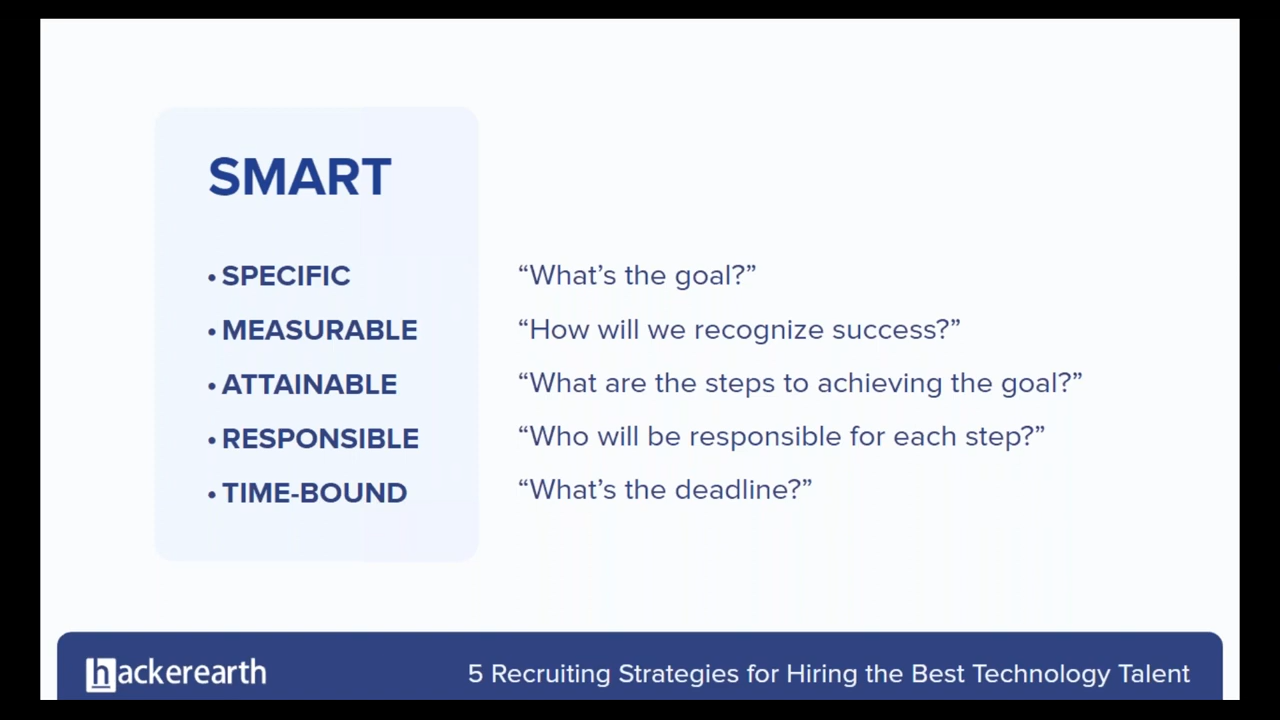 SMART
• SPECIFIC “What’s the goal?”
• MEASURABLE “How will we recognize success?”
• ATTAINABLE “What are the steps to achieving the goal?”
• RESPONSIBLE “Who will be responsible for each step?”
• TIME-BOUND “What’s the deadline?”
hackerearth 5 Recruiting Strategies for Hiring the Best Technology Talent